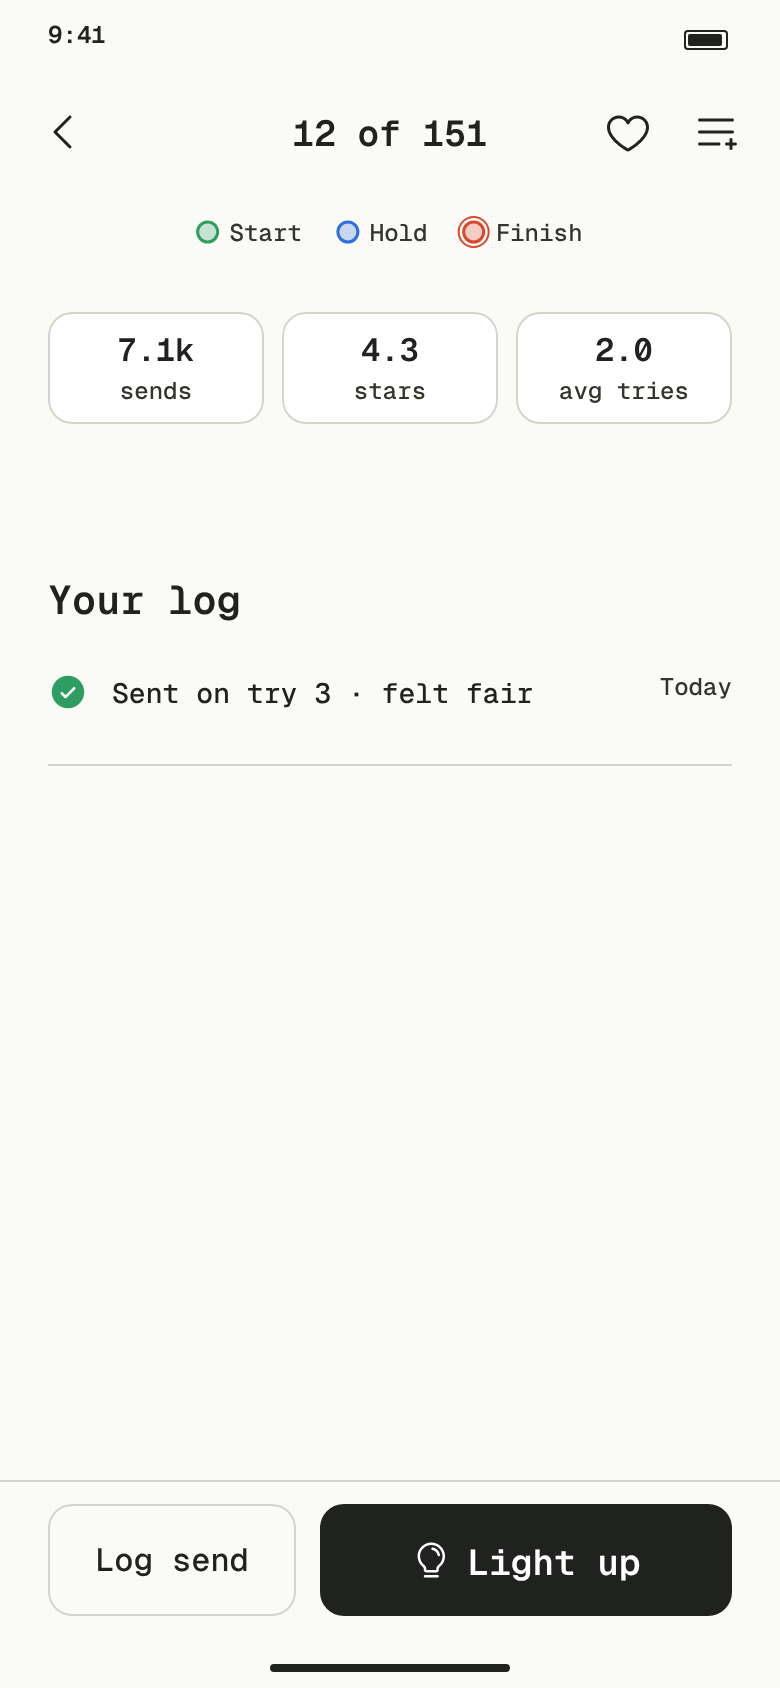 9:41
12 of 151
Start Hold Finish
7.1k 4.3 2.0
sends stars avg tries
Your log
Sent on try 3 · felt fair Today
Log send Light up